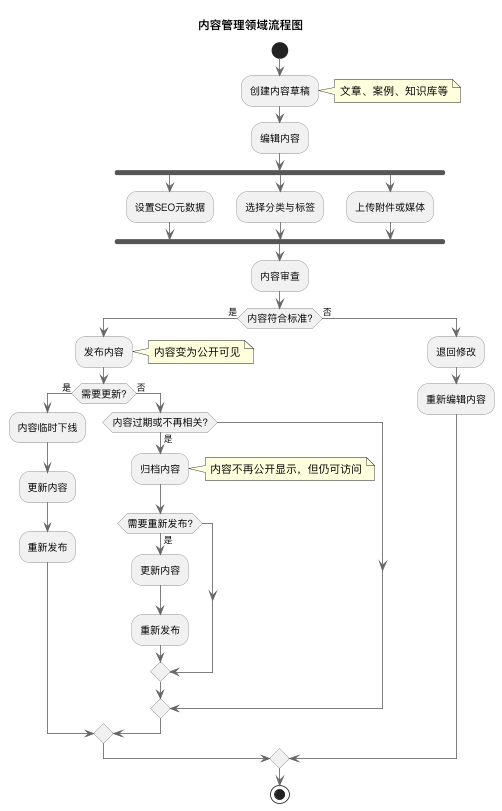 内容管理领域流程图
创建内容草稿
文章、案例、知识库等
编辑内容
设置SEO元数据
选择分类与标签
上传附件或媒体
内容审查
是
内容符合标准?
否
发布内容
内容变为公开可见
退回修改
是
需要更新?
否
重新编辑内容
内容临时下线
内容过期或不再相关?
是
归档内容
内容不再公开显示，但仍可访问
更新内容
需要重新发布?
是
重新发布
更新内容
重新发布